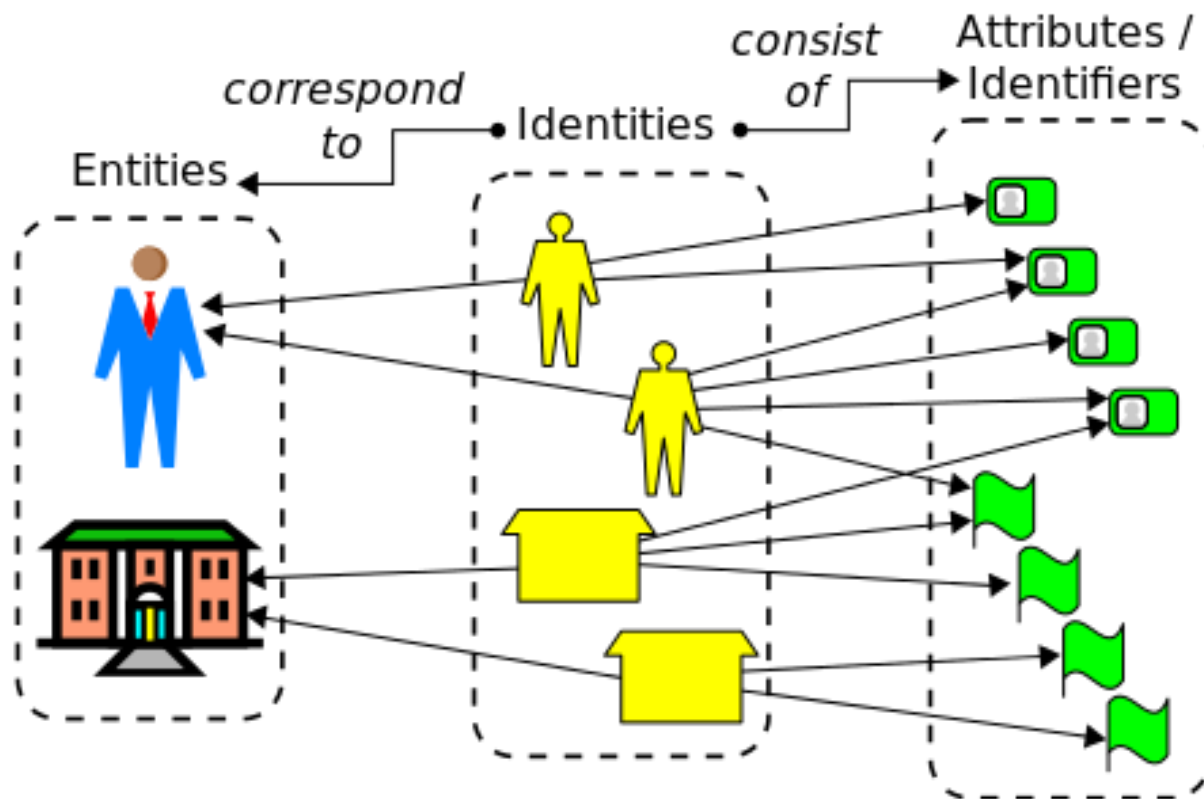 Entities
correspond
to
Identities
consist
of
Attributes /
Identifiers